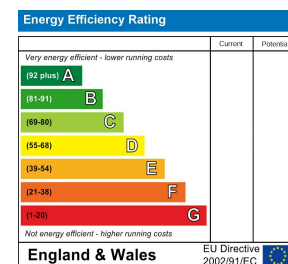 Energy Efficiency Rating
Current Potentia
Very energy efficient - lower running costs
(92 plus) A
(81-91) B
(69-80) C
(55-68) D
(39-54) E
(21-38) F
(1-20) G
Not energy efficient - higher running costs
England & Wales
EU Directive
2002/91/EC